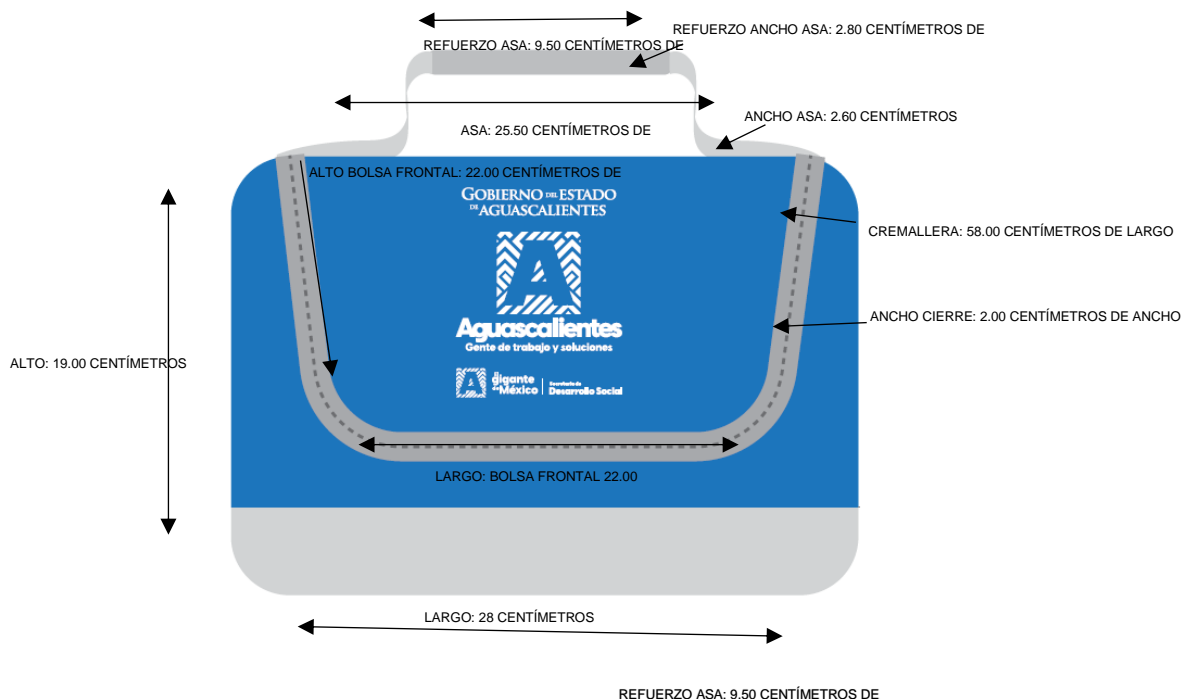 REFUERZO ANCHO ASA: 2.80 CENTÍMETROS DE
REFUERZO ASA: 9.50 CENTÍMETROS DE
ANCHO ASA: 2.60 CENTÍMETROS
ASA: 25.50 CENTÍMETROS DE
ALTO BOLSA FRONTAL: 22.00 CENTÍMETROS DE
GOBIERNO DEL ESTADO
DE AGUASCALIENTES
CREMALLERA: 58.00 CENTÍMETROS DE LARGO
A
ANCHO CIERRE: 2.00 CENTÍMETROS DE ANCHO
Aguascalientes
Gente de trabajo y soluciones
ALTO: 19.00 CENTÍMETROS
A
El
gigante
de México
Secretaría de
Desarrollo Social
LARGO: BOLSA FRONTAL 22.00
LARGO: 28 CENTÍMETROS
REFUERZO ASA: 9.50 CENTÍMETROS DE